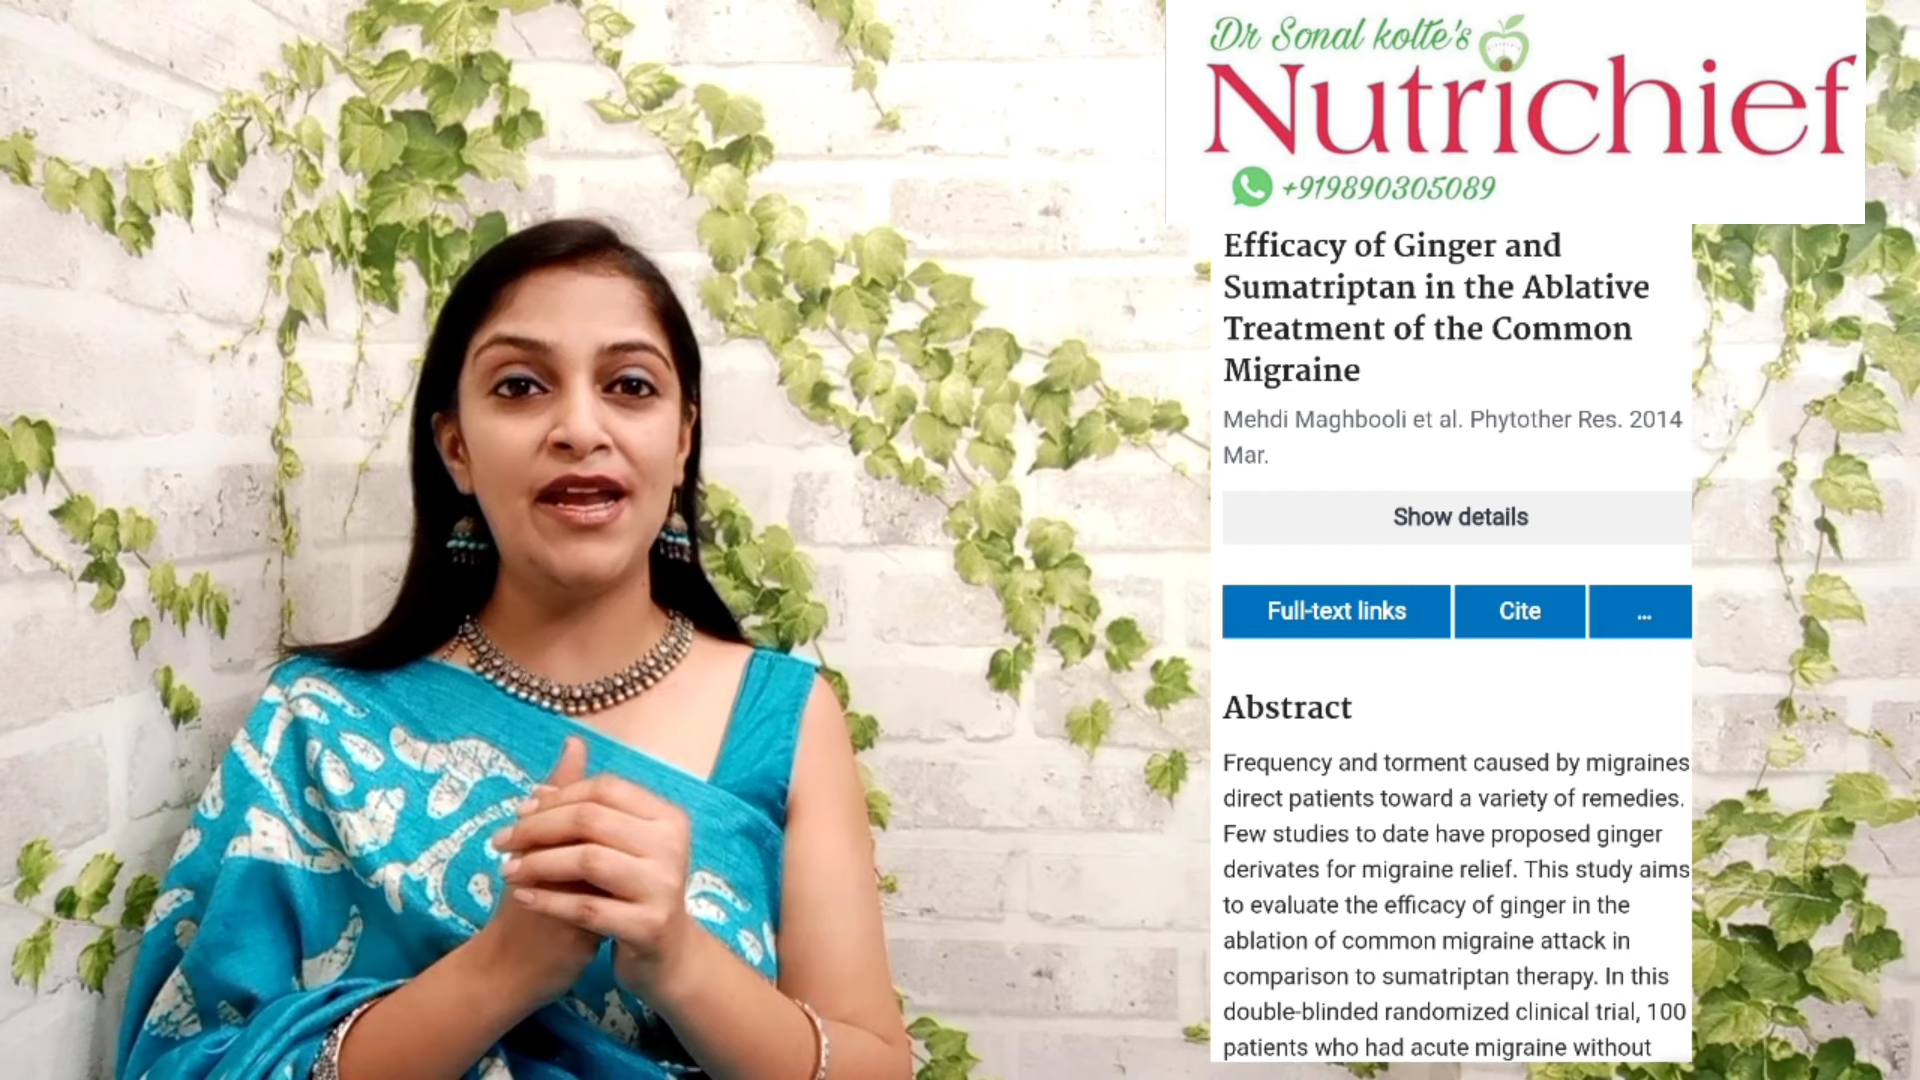 Dr Sonal kolte's
Nutrichief
+919890305089
Efficacy of Ginger and
Sumatriptan in the Ablative
Treatment of the Common
Migraine
Mehdi Maghbooli et al. Phytother Res. 2014
Mar.
Show details
Full-text links
Cite
...
Abstract
Frequency and torment caused by migraines
direct patients toward a variety of remedies.
Few studies to date have proposed ginger
derivates for migraine relief. This study aims
to evaluate the efficacy of ginger in the
ablation of common migraine attack in
comparison to sumatriptan therapy. In this
double-blinded randomized clinical trial, 100
patients who had acute migraine without